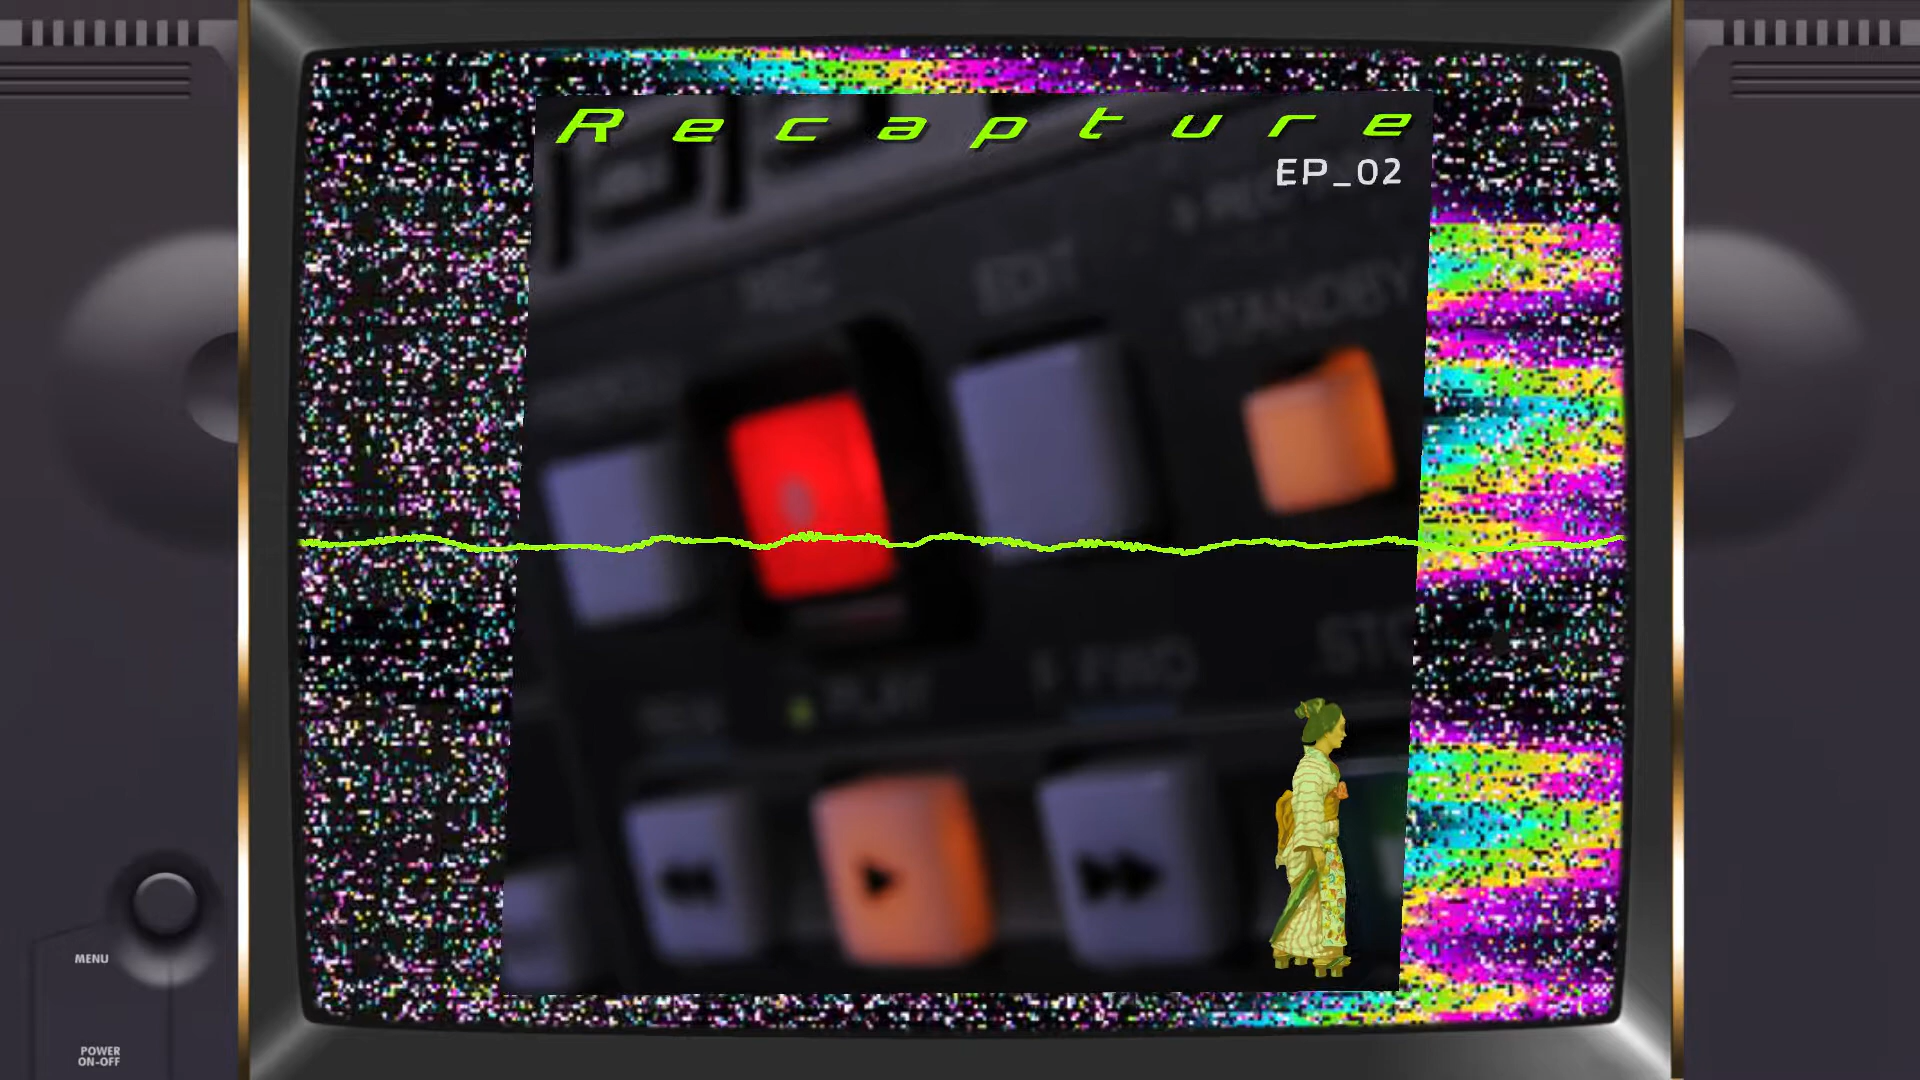 Recapture
EP_02
EDIT
STANDBY
PLAY
MENU
POWER
ON-OFF